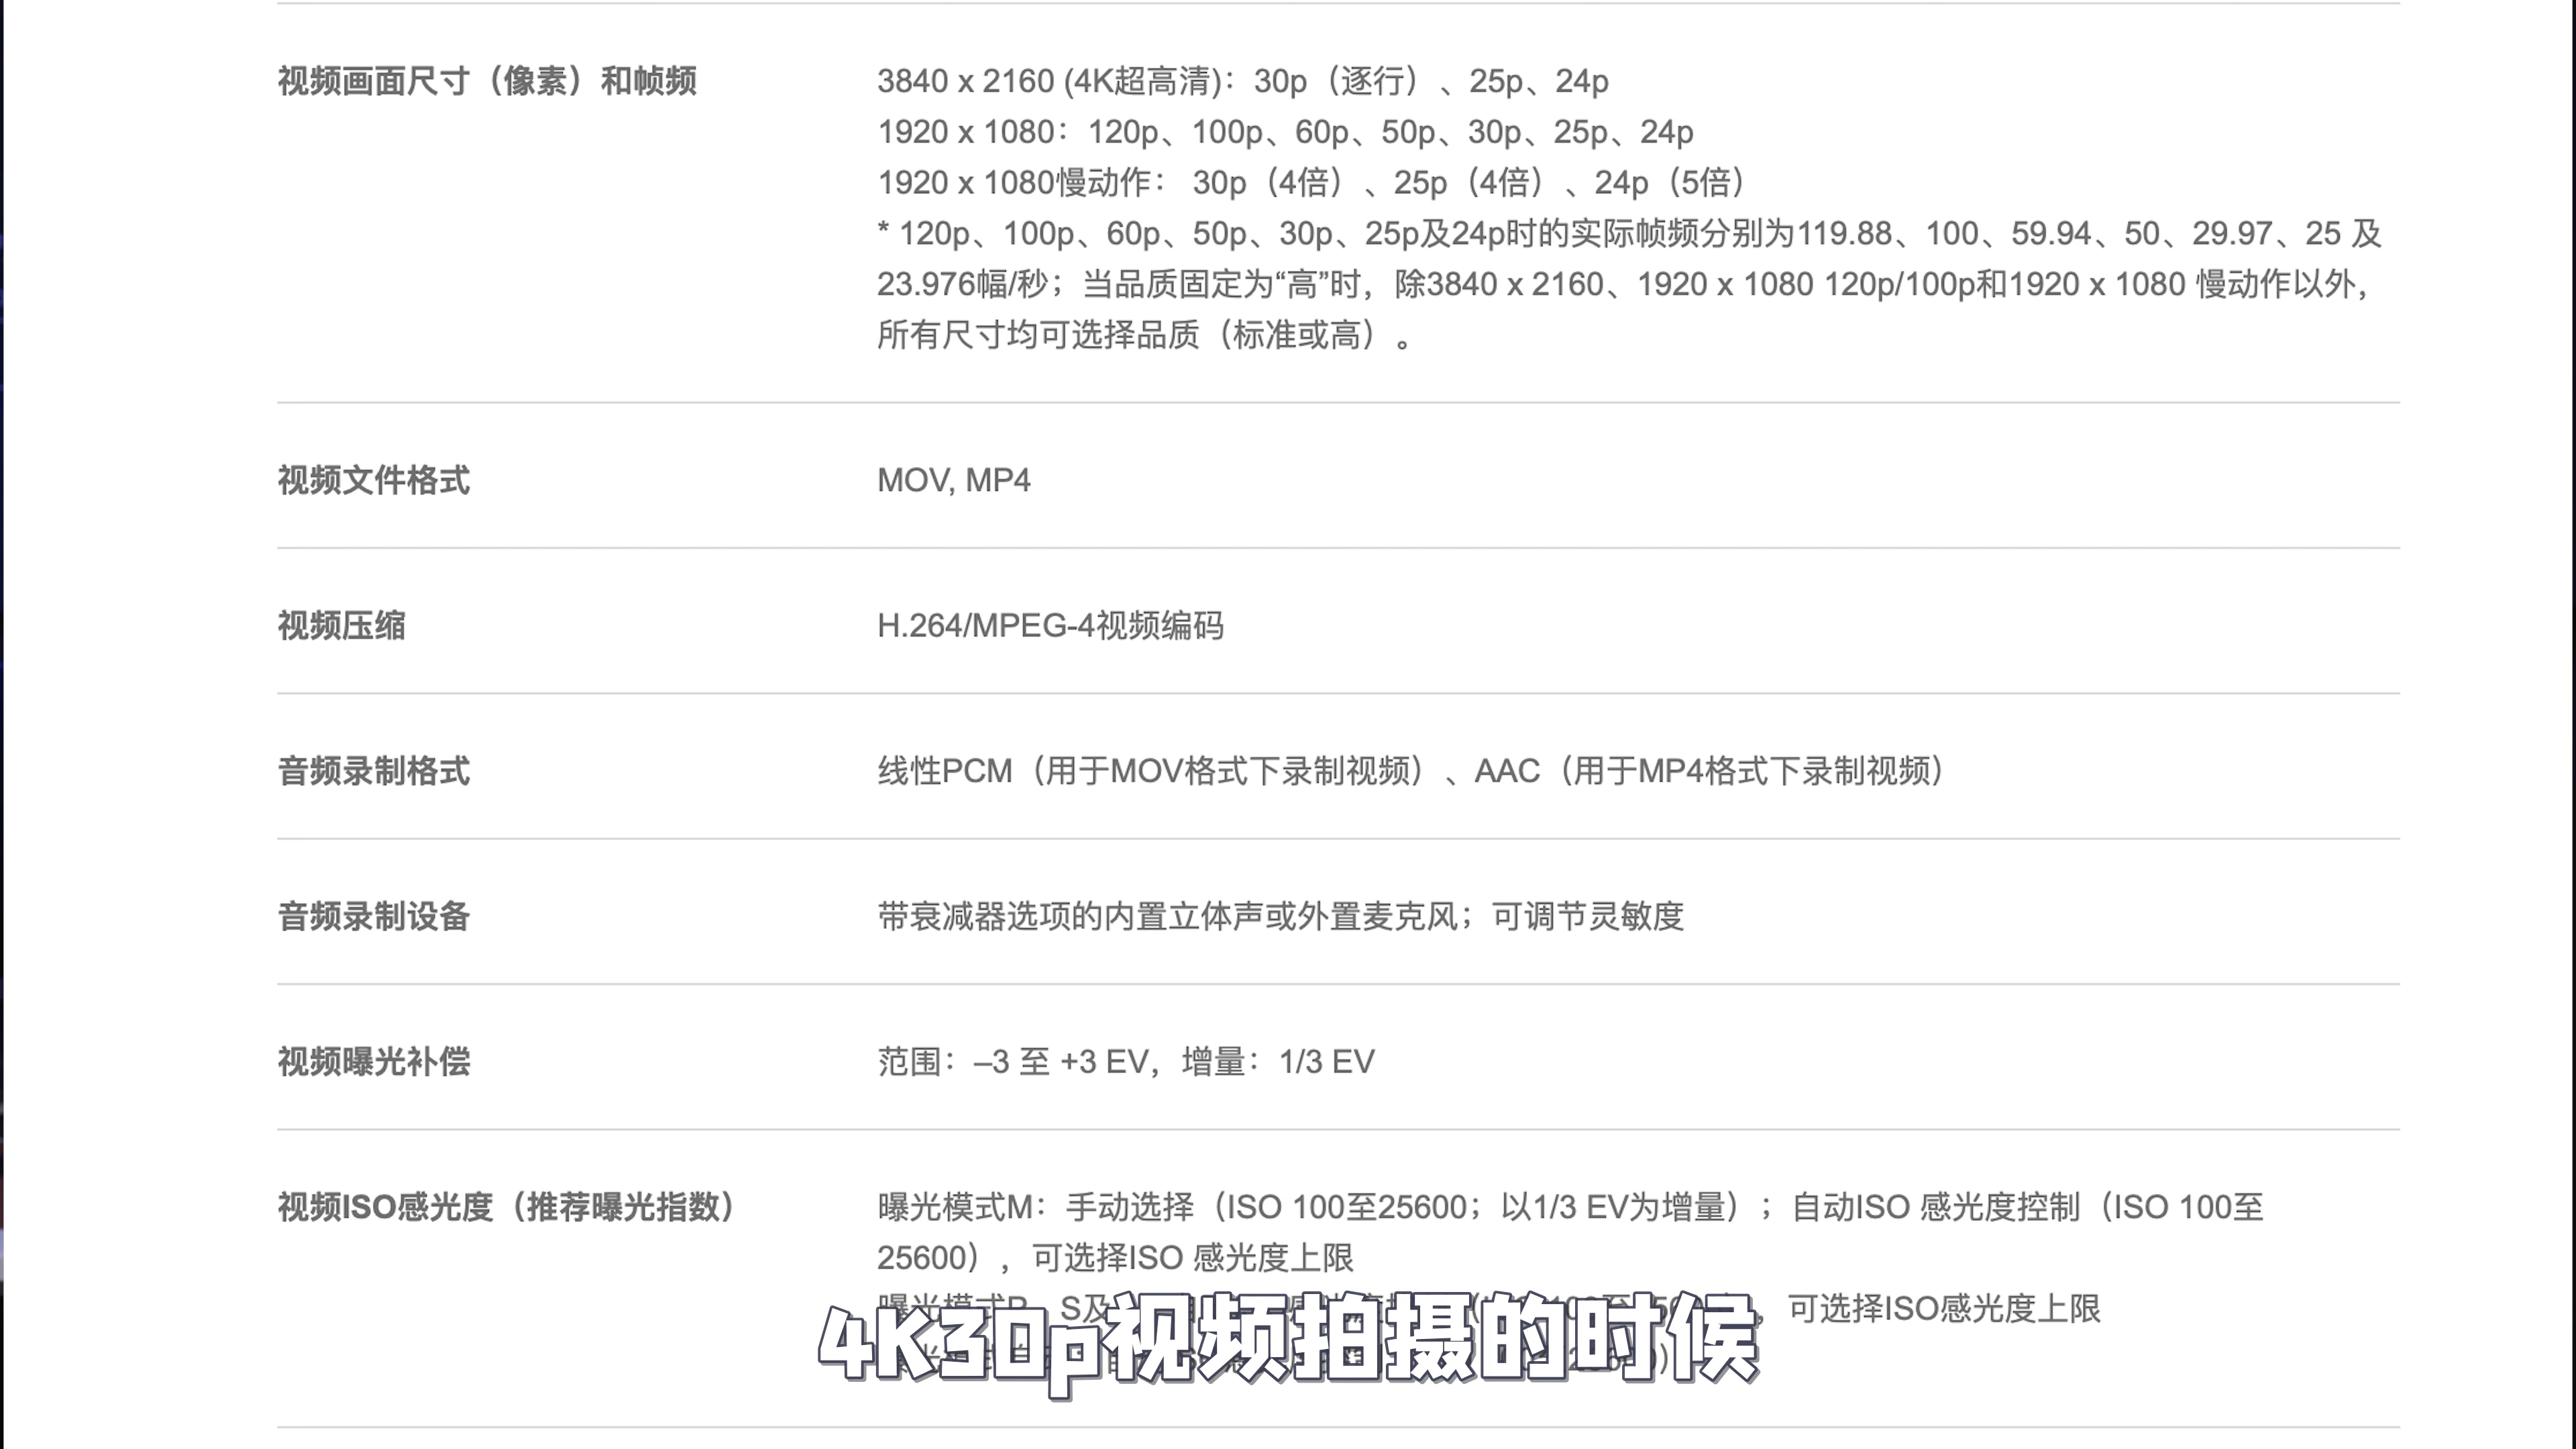 视频画面尺寸（像素）和帧频
3840 x 2160 (4K超高清)：30p（逐行）、25p、24p
1920 x 1080：120p、100p、60p、50p、30p、25p、24p
1920 x 1080慢动作： 30p（4倍）、25p（4倍）、24p（5倍）
* 120p、100p、60p、50p、30p、25p及24p时的实际帧频分别为119.88、100、59.94、50、29.97、25 及
23.976幅/秒；当品质固定为“高”时，除3840 x 2160、1920 x 1080 120p/100p和1920 x 1080 慢动作以外，
所有尺寸均可选择品质（标准或高）。
视频文件格式
MOV, MP4
视频压缩
H.264/MPEG-4视频编码
音频录制格式
线性PCM（用于MOV格式下录制视频）、AAC（用于MP4格式下录制视频）
音频录制设备
带衰减器选项的内置立体声或外置麦克风；可调节灵敏度
视频曝光补偿
范围：–3 至 +3 EV，增量：1/3 EV
视频ISO感光度（推荐曝光指数）
曝光模式M：手动选择（ISO 100至25600；以1/3 EV为增量）；自动ISO 感光度控制（ISO 100至
25600），可选择ISO 感光度上限
曝光模式P、S及 可选择ISO感光度上限
4K30p视频拍摄的时候